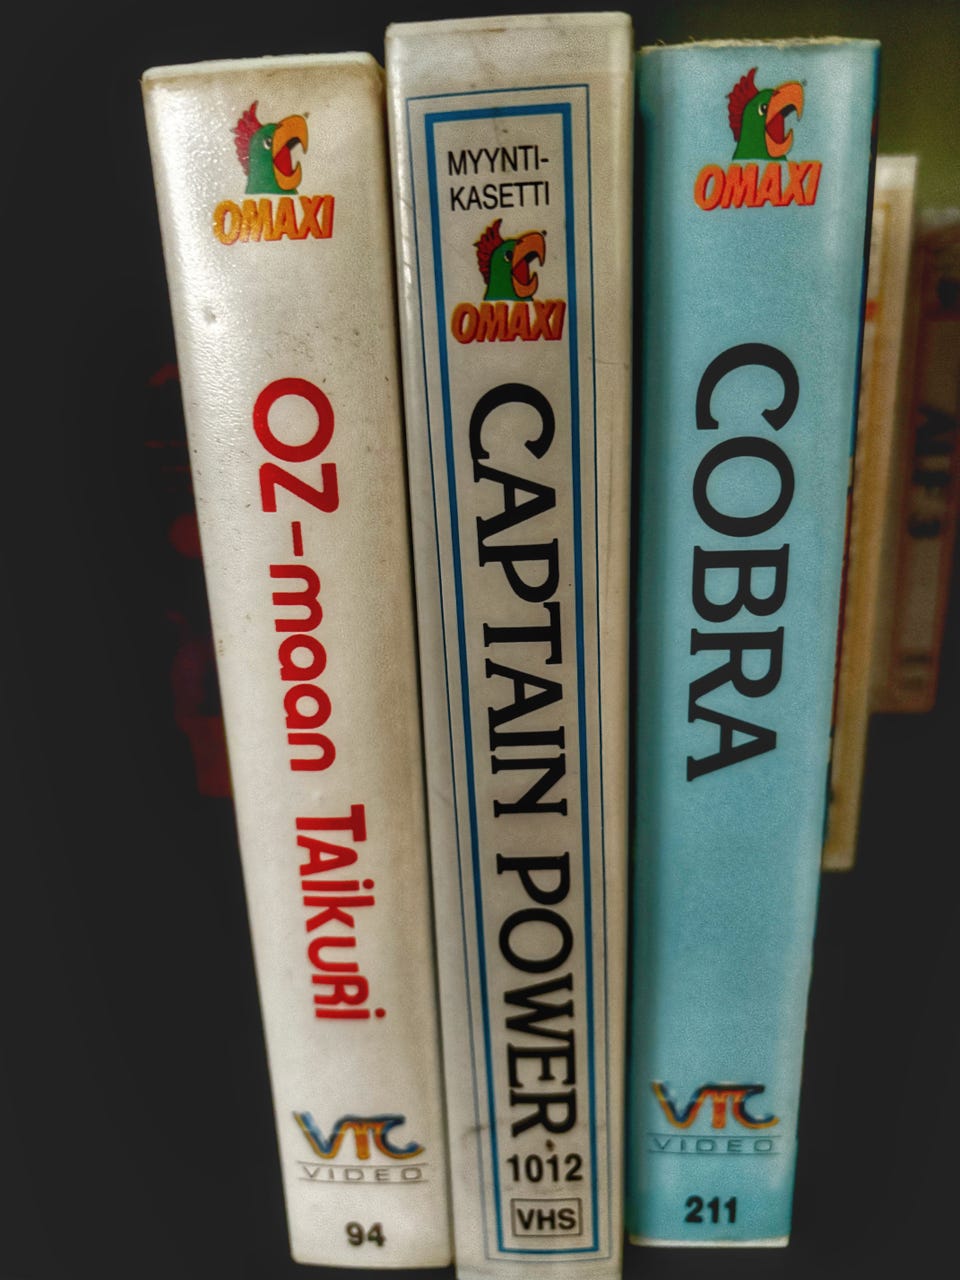 OMAXI
OZ-maan TAiKURi
VTC
VIDEO
94
MYYNTI-
KASETTI
OMAXI
CAPTAIN POWER
1012
VHS
OMAXI
COBRA
VTC
VIDEO
211